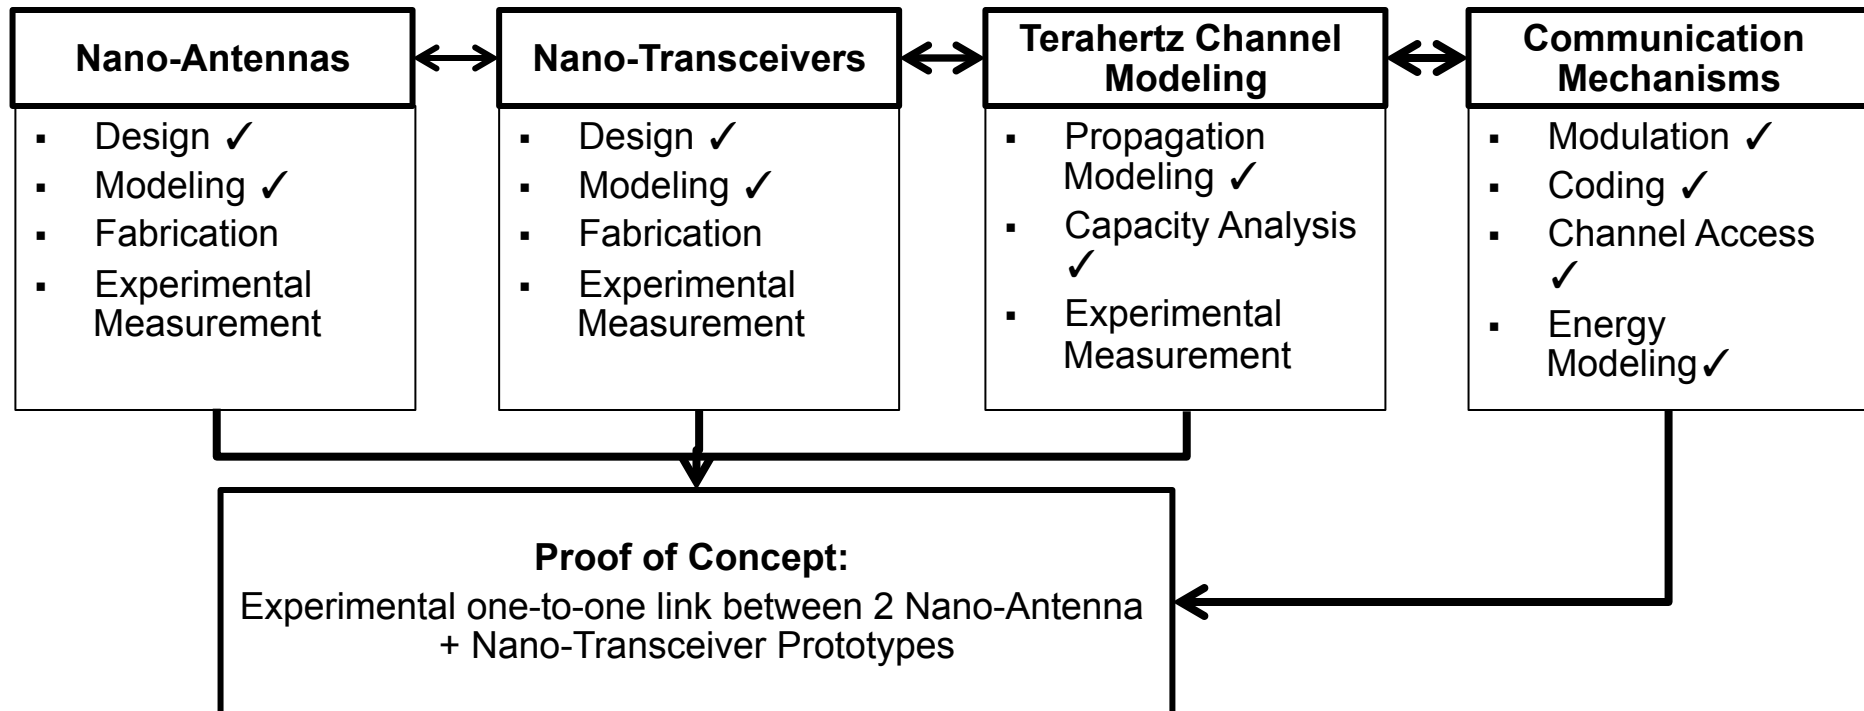 Nano-Antennas
▪ Design ✓
▪ Modeling ✓
▪ Fabrication
▪ Experimental
Measurement
Nano-Transceivers
▪ Design ✓
▪ Modeling ✓
▪ Fabrication
▪ Experimental
Measurement
Terahertz Channel
Modeling
▪ Propagation
Modeling ✓
▪ Capacity Analysis
✓
▪ Experimental
Measurement
Communication
Mechanisms
▪ Modulation ✓
▪ Coding ✓
▪ Channel Access
✓
▪ Energy
Modeling✓
Proof of Concept:
Experimental one-to-one link between 2 Nano-Antenna
+ Nano-Transceiver Prototypes